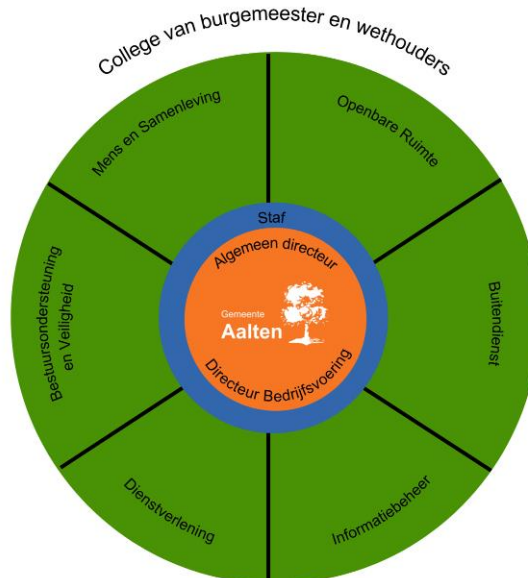 College van burgemeester en wethouders
Mens en Samenleving
Openbare Ruimte
Staf
Algemeen directeur
Bestuursondersteuning
en Veiligheid
Gemeente
Aalten
Buitendienst
Directeur Bedrijfsvoering
Dienstverlening
Informatiebeheer